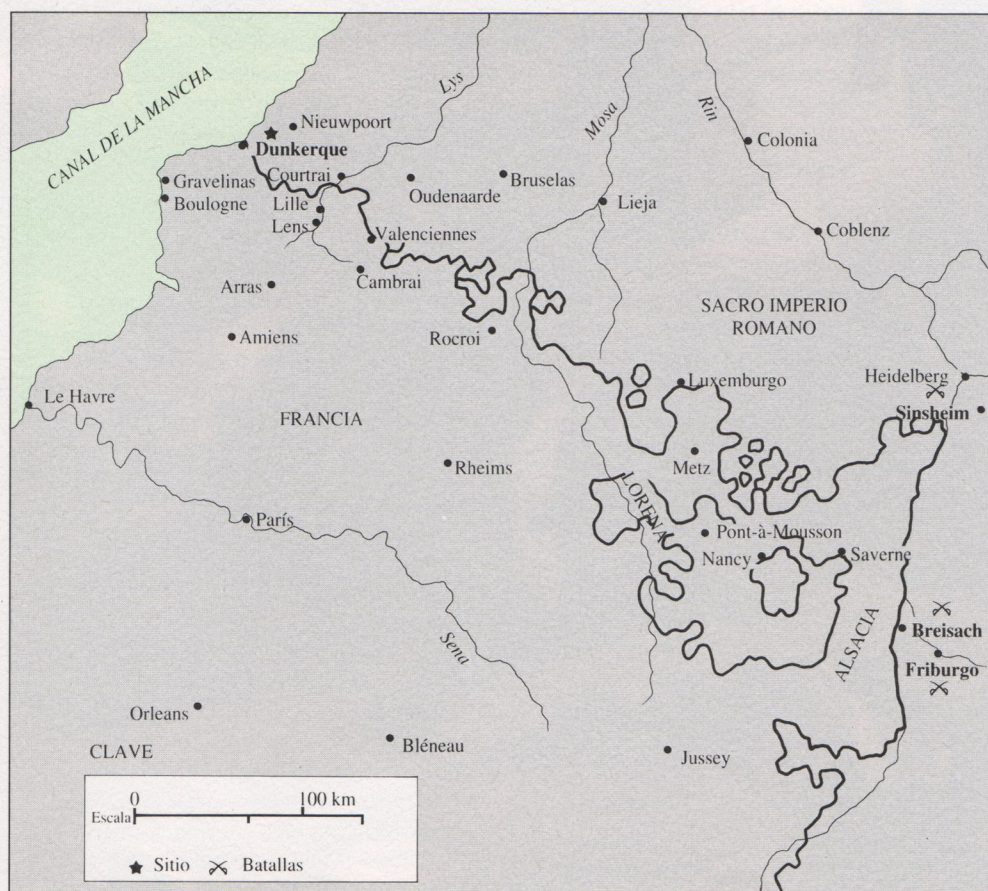 CANAL DE LA MANCHA
Lys
Mosa
Rin
Nieuwpoort
Dunkerque
Colonia
Courtrai
Gravelinas
Boulogne
Oudenaarde
Bruselas
Lille
Lens
Lieja
Coblenz
Valenciennes
Cambrai
Arras
SACRO IMPERIO
ROMANO
Amiens
Rocroi
Luxemburgo
Heidelberg
Le Havre
Sinsheim
FRANCIA
Rheims
Metz
LORENA
París
Pont-à-Mousson
Nancy
Saverne
ALSACIA
Breisach
Friburgo
Sena
Orleans
Bléneau
Jussey
CLAVE
0 100 km
Escala
Sitio Batallas